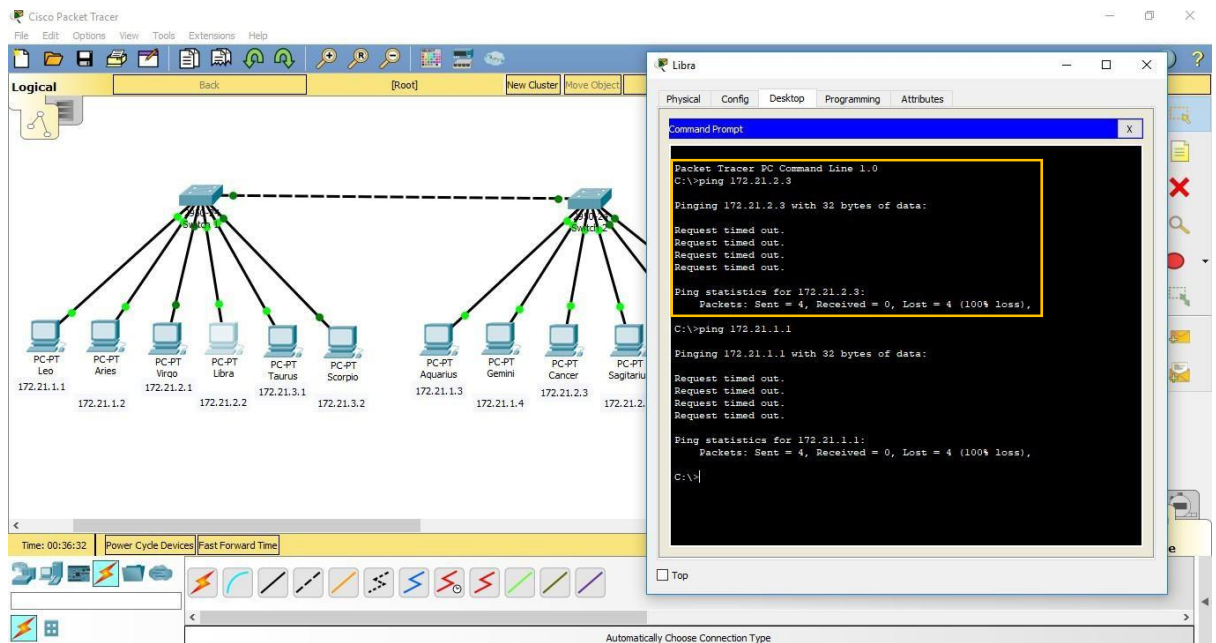 Cisco Packet Tracer
File Edit Options View Tools Extensions Help
Logical Back [Root] New Cluster Move Object
Libra
Physical Config Desktop Programming Attributes
Command Prompt X
Packet Tracer PC Command Line 1.0
C:\>ping 172.21.2.3
Pinging 172.21.2.3 with 32 bytes of data:
Request timed out.
Request timed out.
Request timed out.
Request timed out.
Ping statistics for 172.21.2.3:
Packets: Sent = 4, Received = 0, Lost = 4 (100% loss),
C:\>ping 172.21.1.1
Pinging 172.21.1.1 with 32 bytes of data:
Request timed out.
Request timed out.
Request timed out.
Request timed out.
Ping statistics for 172.21.1.1:
Packets: Sent = 4, Received = 0, Lost = 4 (100% loss),
C:\>
Top
PC-PT
Leo
172.21.1.1
PC-PT
Aries
172.21.1.2
PC-PT
Virgo
172.21.2.1
PC-PT
Libra
172.21.2.2
PC-PT
Taurus
172.21.3.1
PC-PT
Scorpio
172.21.3.2
PC-PT
Aquarius
172.21.1.3
PC-PT
Gemini
172.21.1.4
PC-PT
Cancer
172.21.2.3
PC-PT
Sagitariu
172.21.2.
Time: 00:36:32 Power Cycle Devices Fast Forward Time
Automatically Choose Connection Type